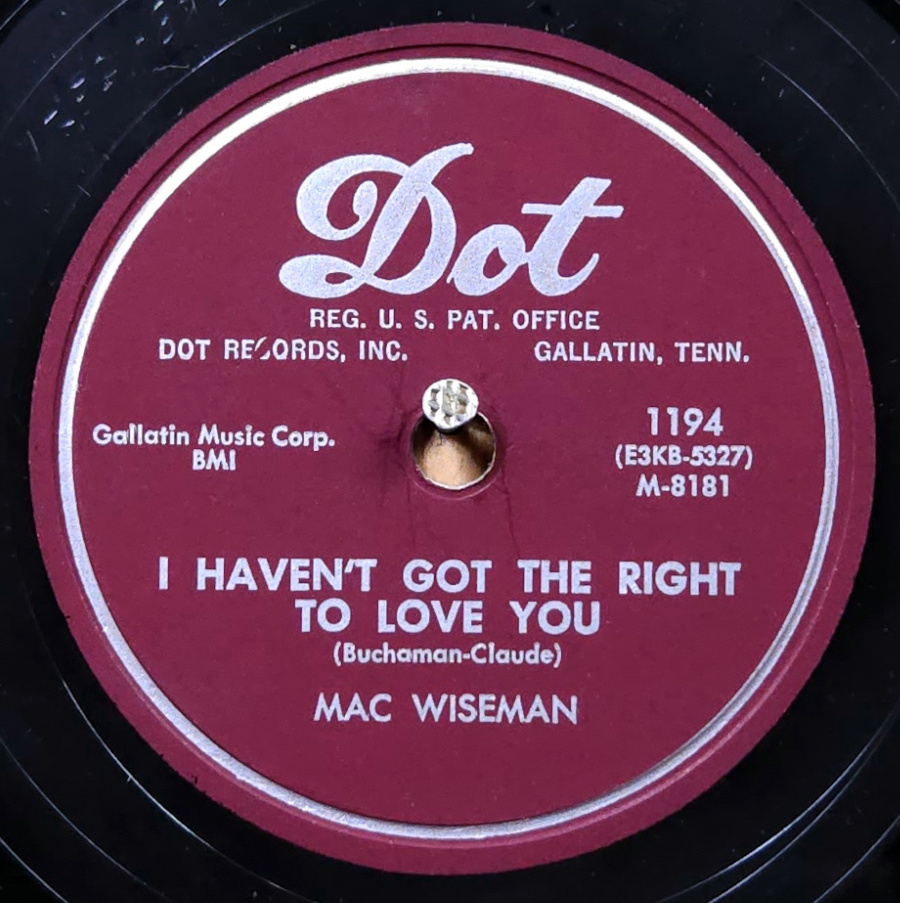 Dot
REG. U. S. PAT. OFFICE
DOT RECORDS, INC. GALLATIN, TENN.
Gallatin Music Corp.
BMI
1194
(E3KB-5327)
M-8181
I HAVEN'T GOT THE RIGHT
TO LOVE YOU
(Buchaman-Claude)
MAC WISEMAN